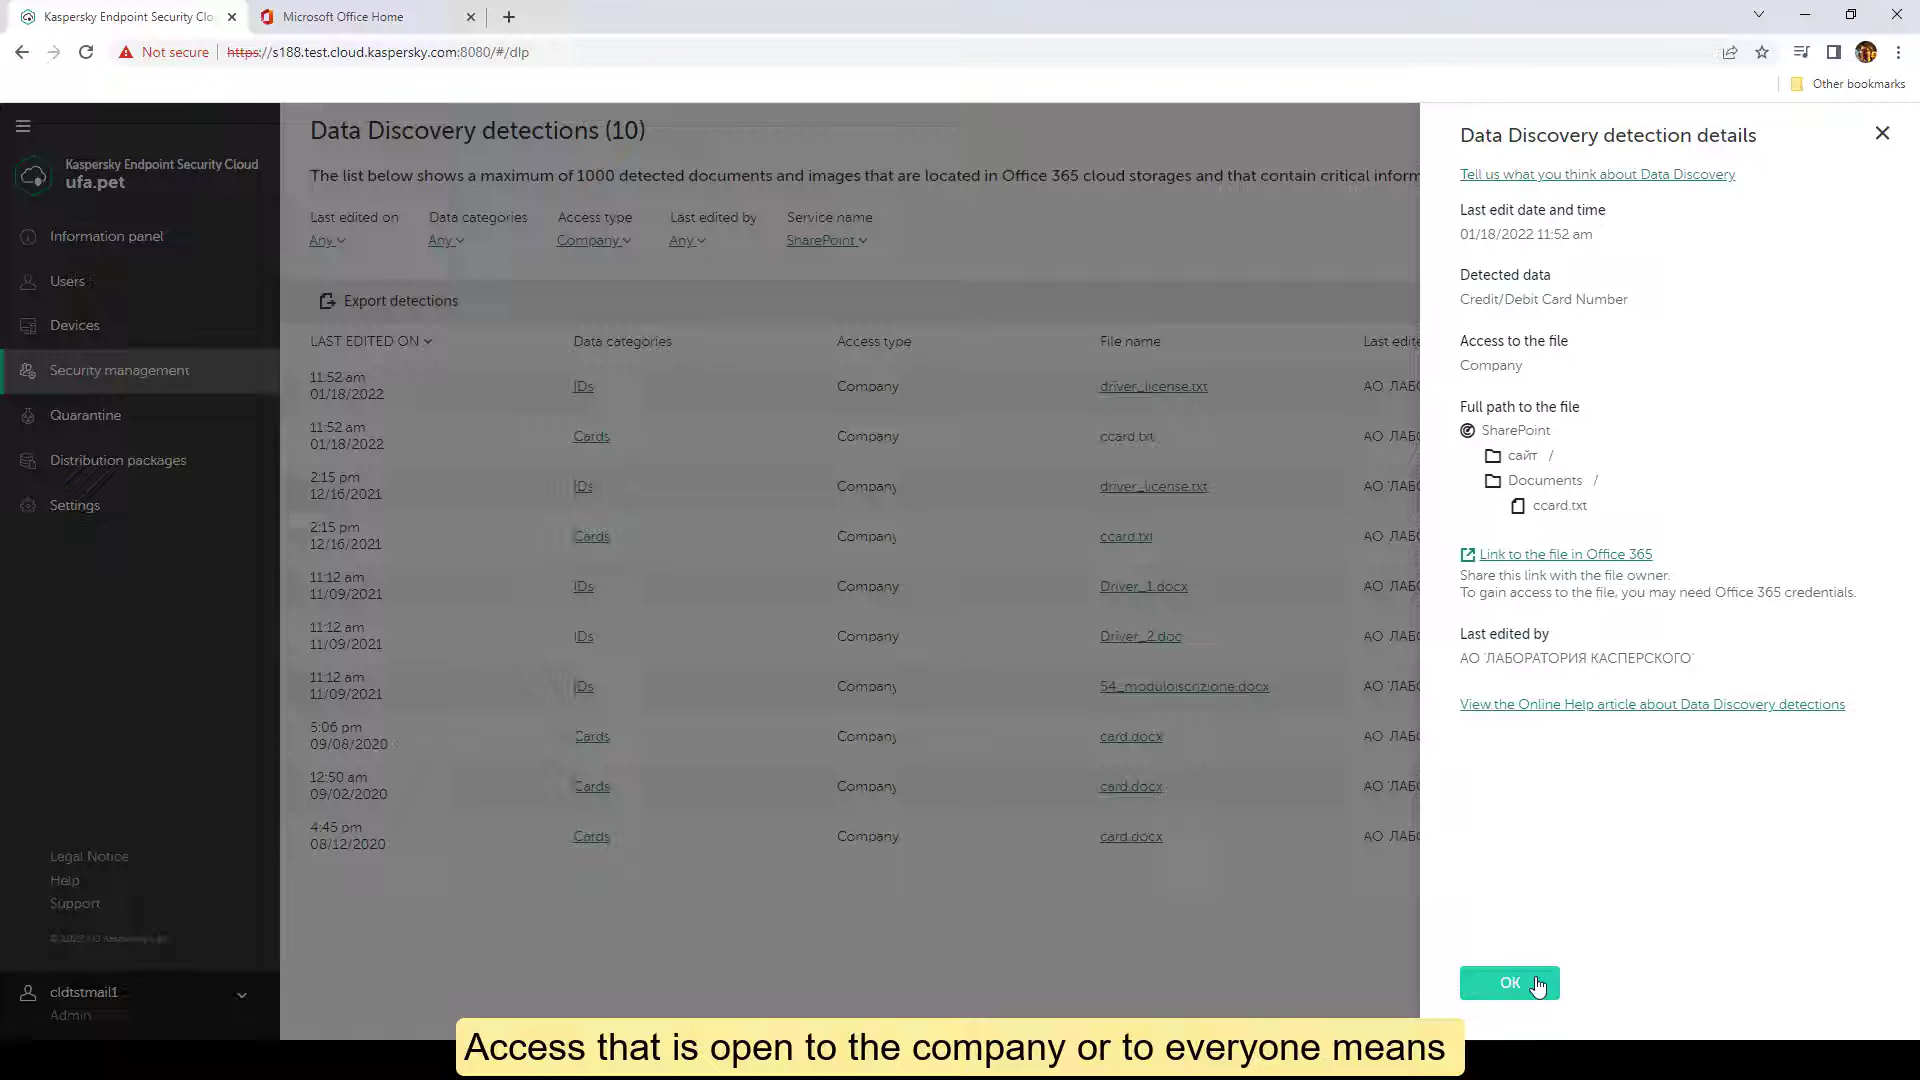 Kaspersky Endpoint Security Clo
Microsoft Office Home
Not secure
https://s188.test.cloud.kaspersky.com:8080/#/dlp
Other bookmarks
Kaspersky Endpoint Security Cloud
ufa.pet
Information panel
Users
Devices
Security management
Quarantine
Distribution packages
Settings
Legal Notice
Help
Support
cldtstmail1
Admin
Data Discovery detections (10)
The list below shows a maximum of 1000 detected documents and images that are located in Office 365 cloud storages and that contain critical inform
Last edited on Data categories Access type Last edited by Service name
Any Any Company Any SharePoint
Export detections
LAST EDITED ON Data categories Access type File name Last edite
11:52 am
01/18/2022 IDs Company driver_license.txt АО 'ЛАБО
11:52 am
01/18/2022 Cards Company ccard.txt АО 'ЛАБО
2:15 pm
12/16/2021 IDs Company driver_license.txt АО 'ЛАБО
2:15 pm
12/16/2021 Cards Company ccard.txt АО 'ЛАБО
11:12 am
11/09/2021 IDs Company Driver_1.docx АО 'ЛАБО
11:12 am
11/09/2021 IDs Company Driver_2.doc АО 'ЛАБО
11:12 am
11/09/2021 IDs Company 54_moduloiscrizione.docx АО 'ЛАБО
5:06 pm
09/08/2020 Cards Company card.docx АО 'ЛАБО
12:50 am
09/02/2020 Cards Company card.docx АО 'ЛАБО
4:45 pm
08/12/2020 Cards Company card.docx АО 'ЛАБО
Data Discovery detection details
Tell us what you think about Data Discovery
Last edit date and time
01/18/2022 11:52 am
Detected data
Credit/Debit Card Number
Access to the file
Company
Full path to the file
SharePoint
сайт /
Documents /
ccard.txt
Link to the file in Office 365
Share this link with the file owner.
To gain access to the file, you may need Office 365 credentials.
Last edited by
АО 'ЛАБОРАТОРИЯ КАСПЕРСКОГО'
View the Online Help article about Data Discovery detections
OK
Access that is open to the company or to everyone means